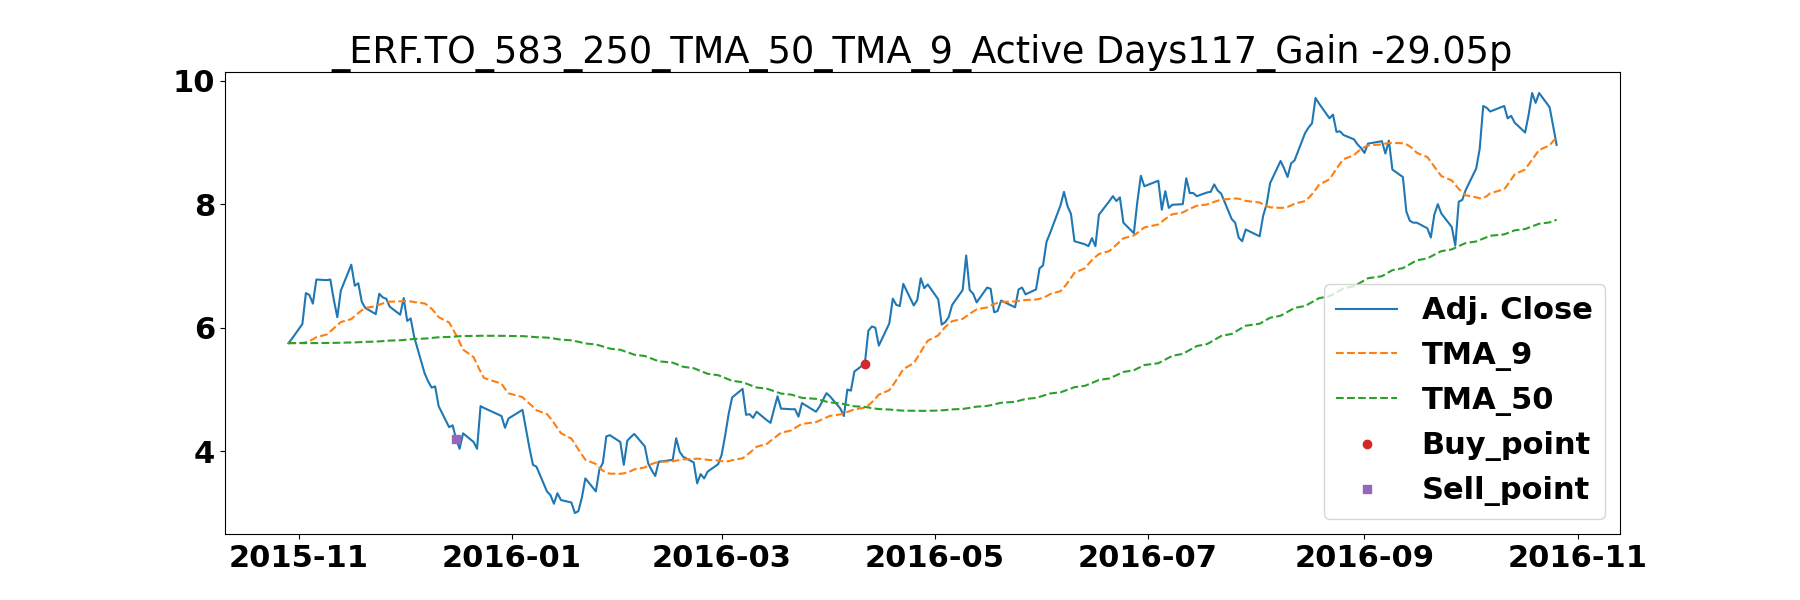 _ERF.TO_583_250_TMA_50_TMA_9_Active Days117_Gain -29.05p
10
8
6
4
Adj. Close
TMA_9
TMA_50
Buy_point
Sell_point
2015-11 2016-01 2016-03 2016-05 2016-07 2016-09 2016-11